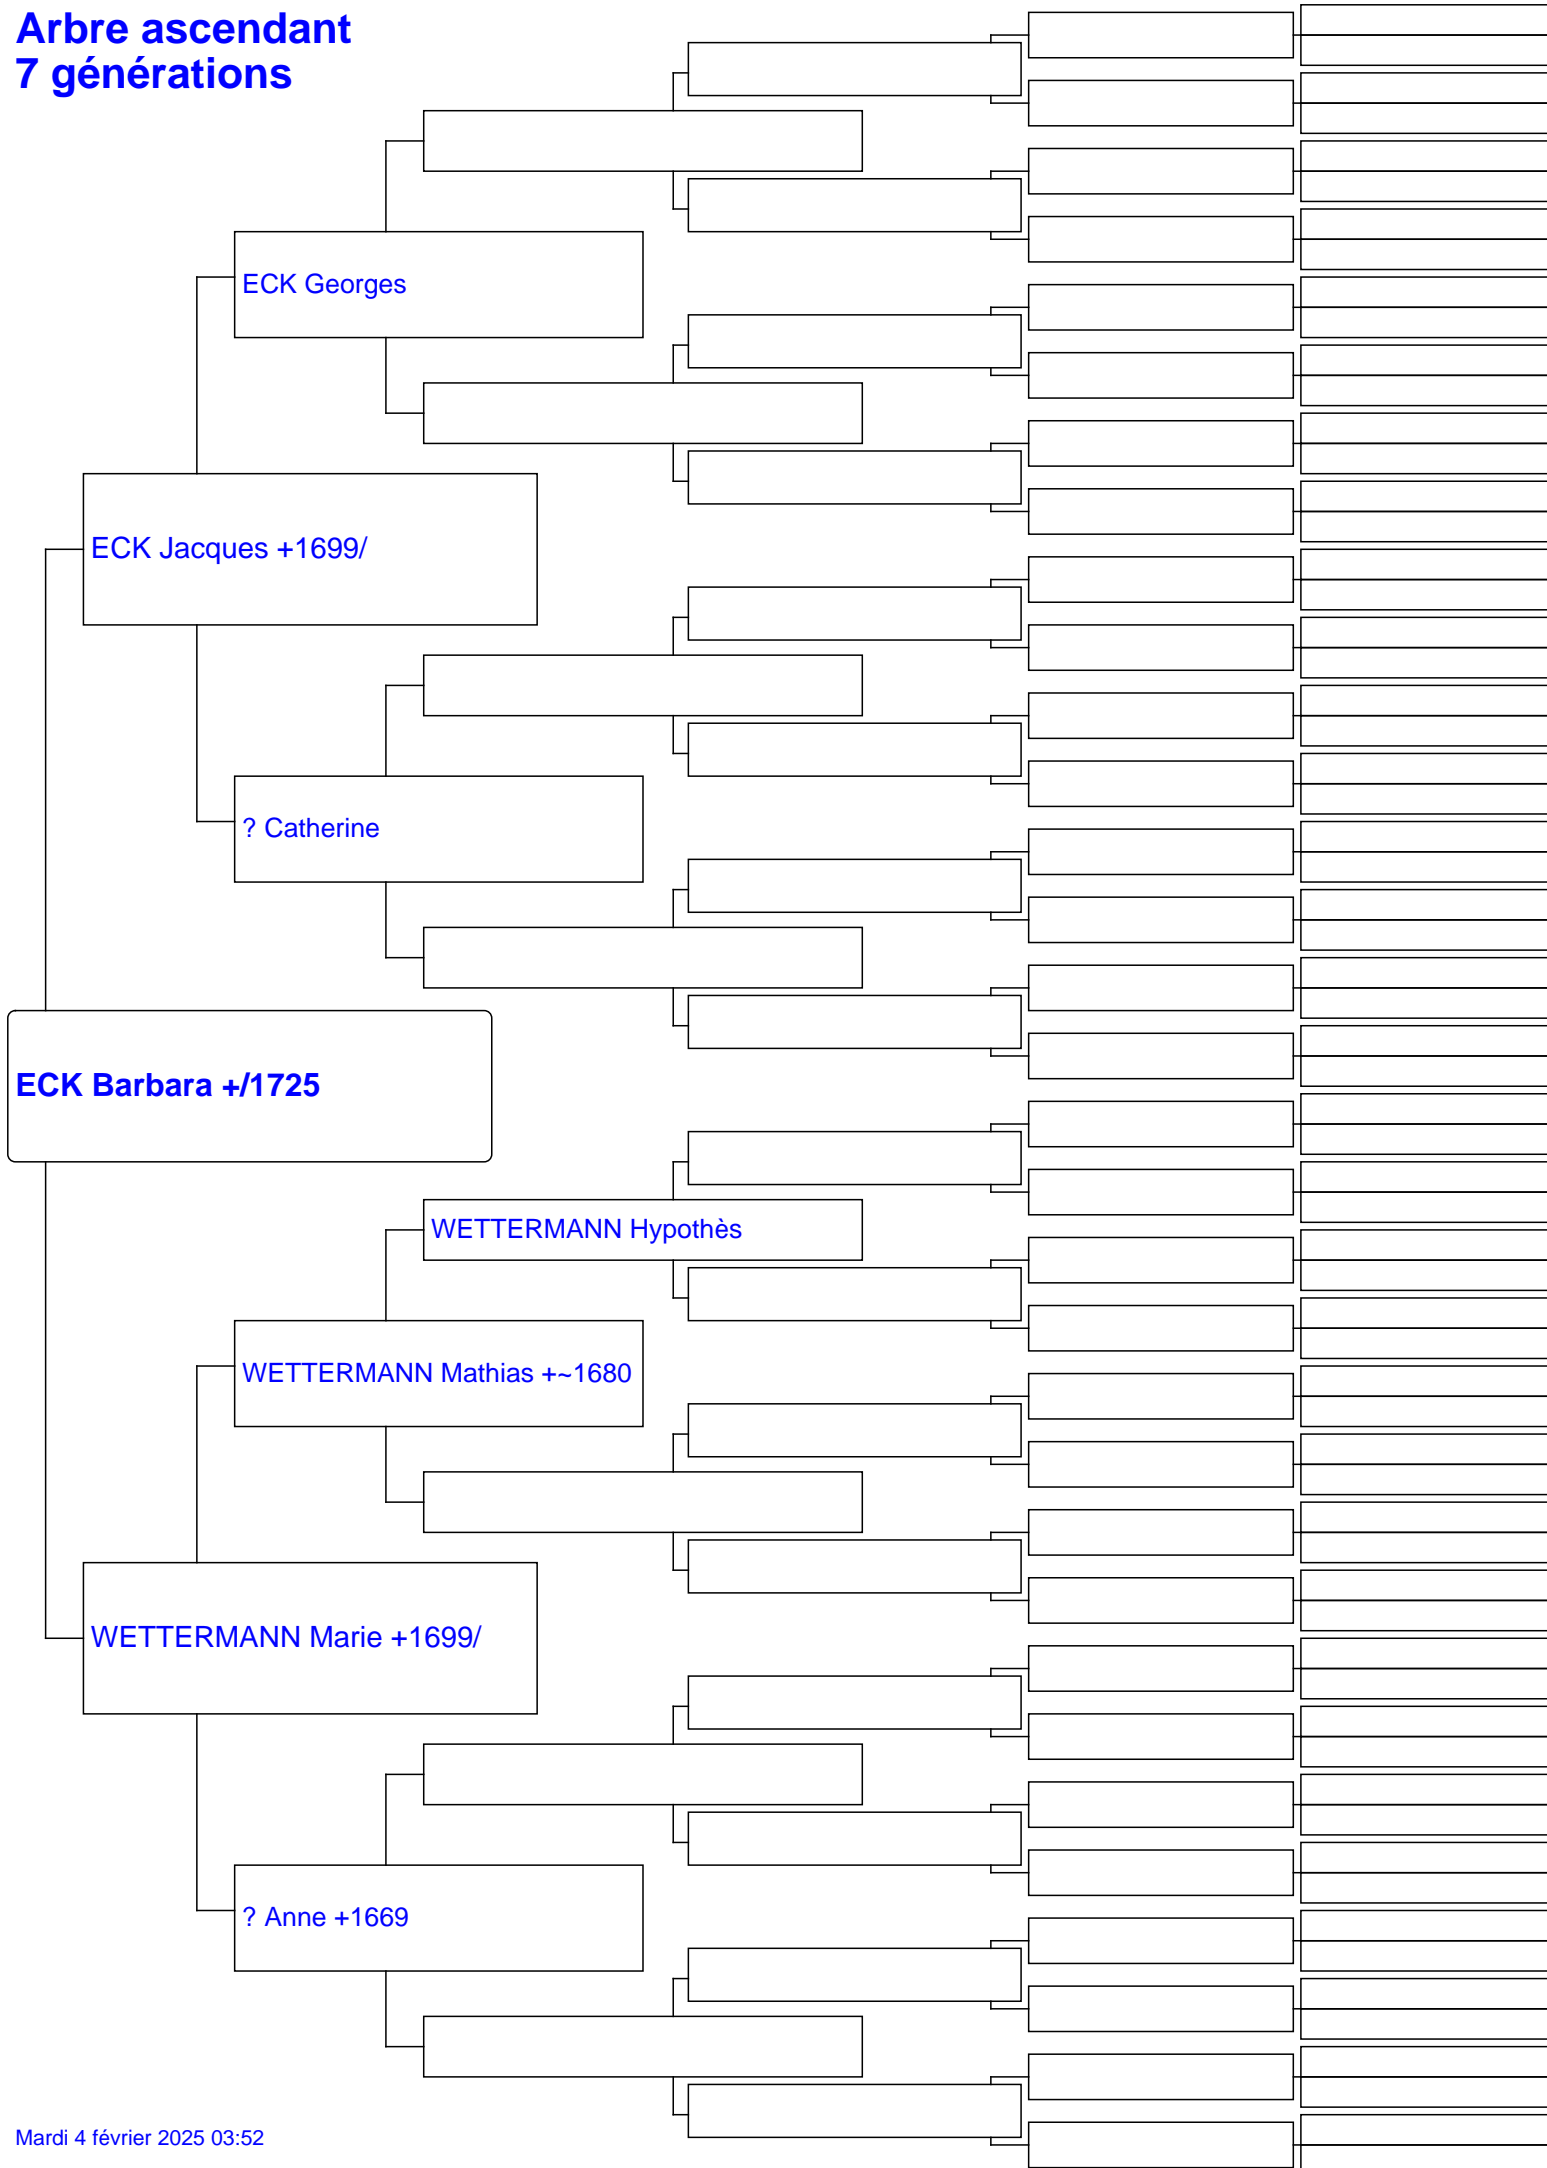 Arbre ascendant
7 générations
ECK Georges
ECK Jacques +1699/
? Catherine
ECK Barbara +/1725
WETTERMANN Hypothès
WETTERMANN Mathias +~1680
WETTERMANN Marie +1699/
? Anne +1669
Mardi 4 février 2025 03:52